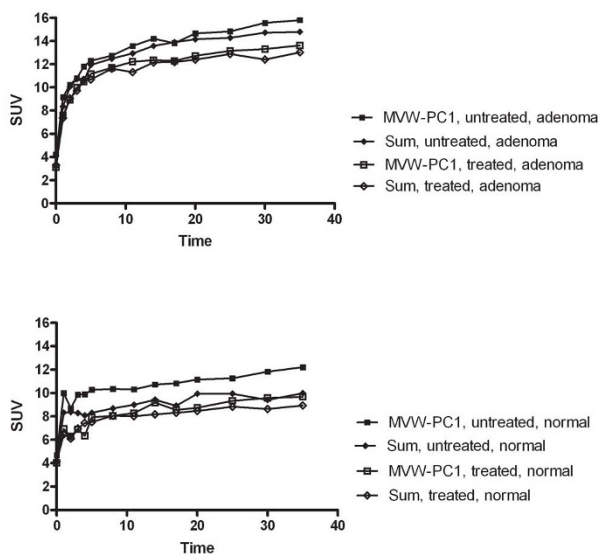 16
14
12
10
8
6
4
2
0
SUV
0 10 20 30 40
Time
MVW-PC1, untreated, adenoma
Sum, untreated, adenoma
MVW-PC1, treated, adenoma
Sum, treated, adenoma
16
14
12
10
8
6
4
2
0
SUV
0 10 20 30 40
Time
MVW-PC1, untreated, normal
Sum, untreated, normal
MVW-PC1, treated, normal
Sum, treated, normal